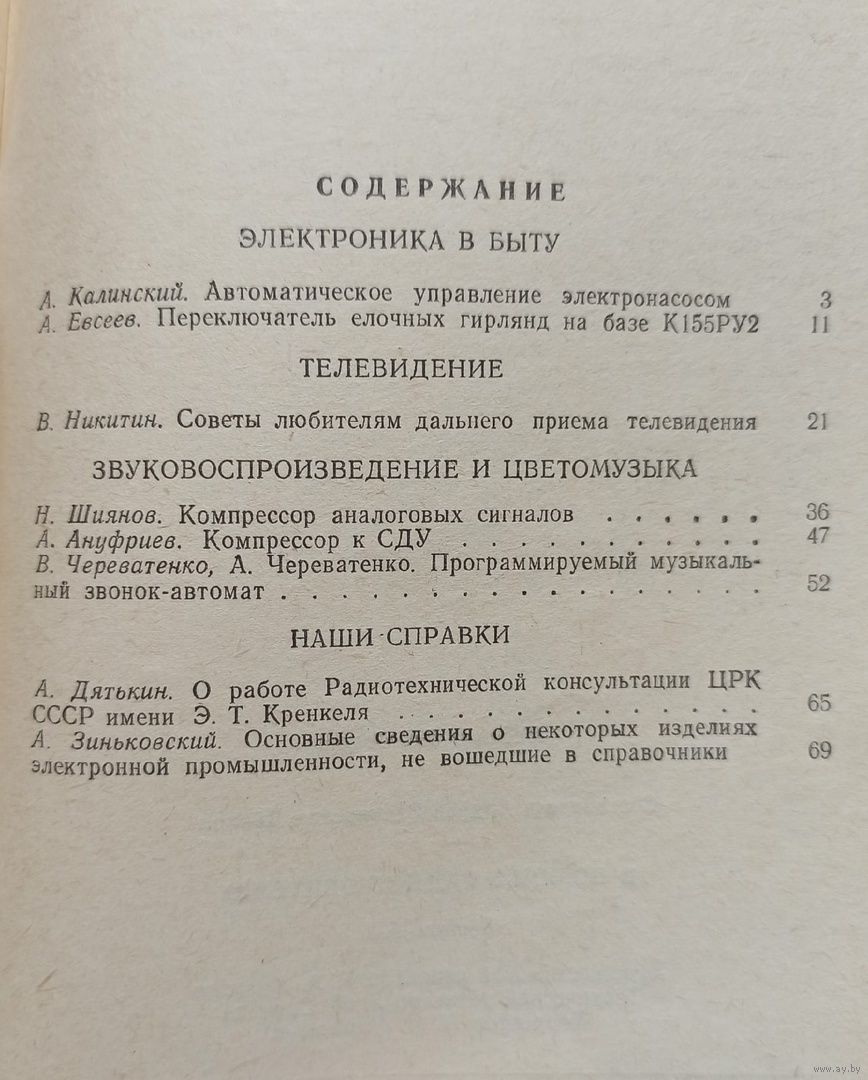 СОДЕРЖАНИЕ
ЭЛЕКТРОНИКА В БЫТУ
А. Калинский. Автоматическое управление электронасосом 3
А. Евсеев. Переключатель елочных гирлянд на базе К155РУ2 11
ТЕЛЕВИДЕНИЕ
В. Никитин. Советы любителям дальнего приема телевидения 21
ЗВУКОВОСПРОИЗВЕДЕНИЕ И ЦВЕТОМУЗЫКА
Н. Шиянов. Компрессор аналоговых сигналов . . . . . . 36
А. Ануфриев. Компрессор к СДУ . . . . . . . . . . . 47
В. Череватенко, А. Череватенко. Программируемый музыкаль-
ный звонок-автомат . . . . . . . . . . . . . . . . 52
НАШИ СПРАВКИ
А. Дятькин. О работе Радиотехнической консультации ЦРК
СССР имени Э. Т. Кренкеля . . . . . . . . . . . . . 65
А. Зиньковский. Основные сведения о некоторых изделиях
электронной промышленности, не вошедшие в справочники 69
www.ay.by